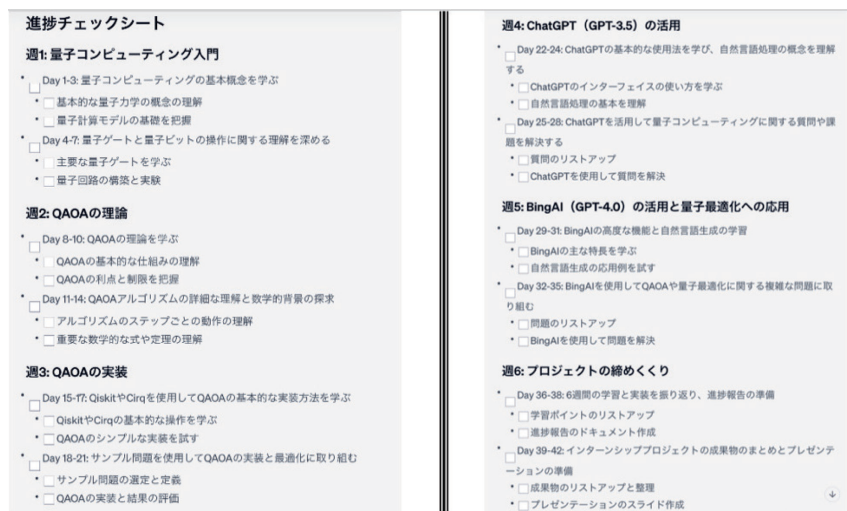 進捗チェックシート
週1: 量子コンピューティング入門
Day 1-3: 量子コンピューティングの基本概念を学ぶ
基本的な量子力学の概念の理解
量子計算モデルの基礎を把握
Day 4-7: 量子ゲートと量子ビットの操作に関する理解を深める
主要な量子ゲートを学ぶ
量子回路の構築と実験
週2: QAOAの理論
Day 8-10: QAOAの理論を学ぶ
QAOAの基本的な仕組みの理解
QAOAの利点と制限を把握
Day 11-14: QAOAアルゴリズムの詳細な理解と数学的背景の探求
アルゴリズムのステップごとの動作の理解
重要な数学的な式や定理の理解
週3: QAOAの実装
Day 15-17: QiskitやCirqを使用してQAOAの基本的な実装方法を学ぶ
QiskitやCirqの基本的な操作を学ぶ
QAOAのシンプルな実装を試す
Day 18-21: サンプル問題を使用してQAOAの実装と最適化に取り組む
サンプル問題の選定と定義
QAOAの実装と結果の評価
週4: ChatGPT（GPT-3.5）の活用
Day 22-24: ChatGPTの基本的な使用法を学び、自然言語処理の概念を理解
する
ChatGPTのインターフェイスの使い方を学ぶ
自然言語処理の基本を理解
Day 25-28: ChatGPTを活用して量子コンピューティングに関する質問や課
題を解決する
質問のリストアップ
ChatGPTを使用して質問を解決
週5: BingAI（GPT-4.0）の活用と量子最適化への応用
Day 29-31: BingAIの高度な機能と自然言語生成の学習
BingAIの主な特長を学ぶ
自然言語生成の応用例を試す
Day 32-35: BingAIを使用してQAOAや量子最適化に関する複雑な問題に取
り組む
問題のリストアップ
BingAIを使用して問題を解決
週6: プロジェクトの締めくくり
Day 36-38: 6週間の学習と実装を振り返り、進捗報告の準備
学習ポイントのリストアップ
進捗報告のドキュメント作成
Day 39-42: インターンシッププロジェクトの成果物のまとめとプレゼンテ
ーションの準備
成果物のリストアップと整理
プレゼンテーションのスライド作成